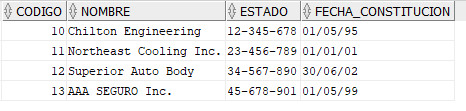 CODIGO NOMBRE ESTADO FECHA_CONSTITUCION
10 Chilton Engineering 12-345-678 01/05/95
11 Northeast Cooling Inc. 23-456-789 01/01/01
12 Superior Auto Body 34-567-890 30/06/02
13 AAA SEGURO Inc. 45-678-901 01/05/99